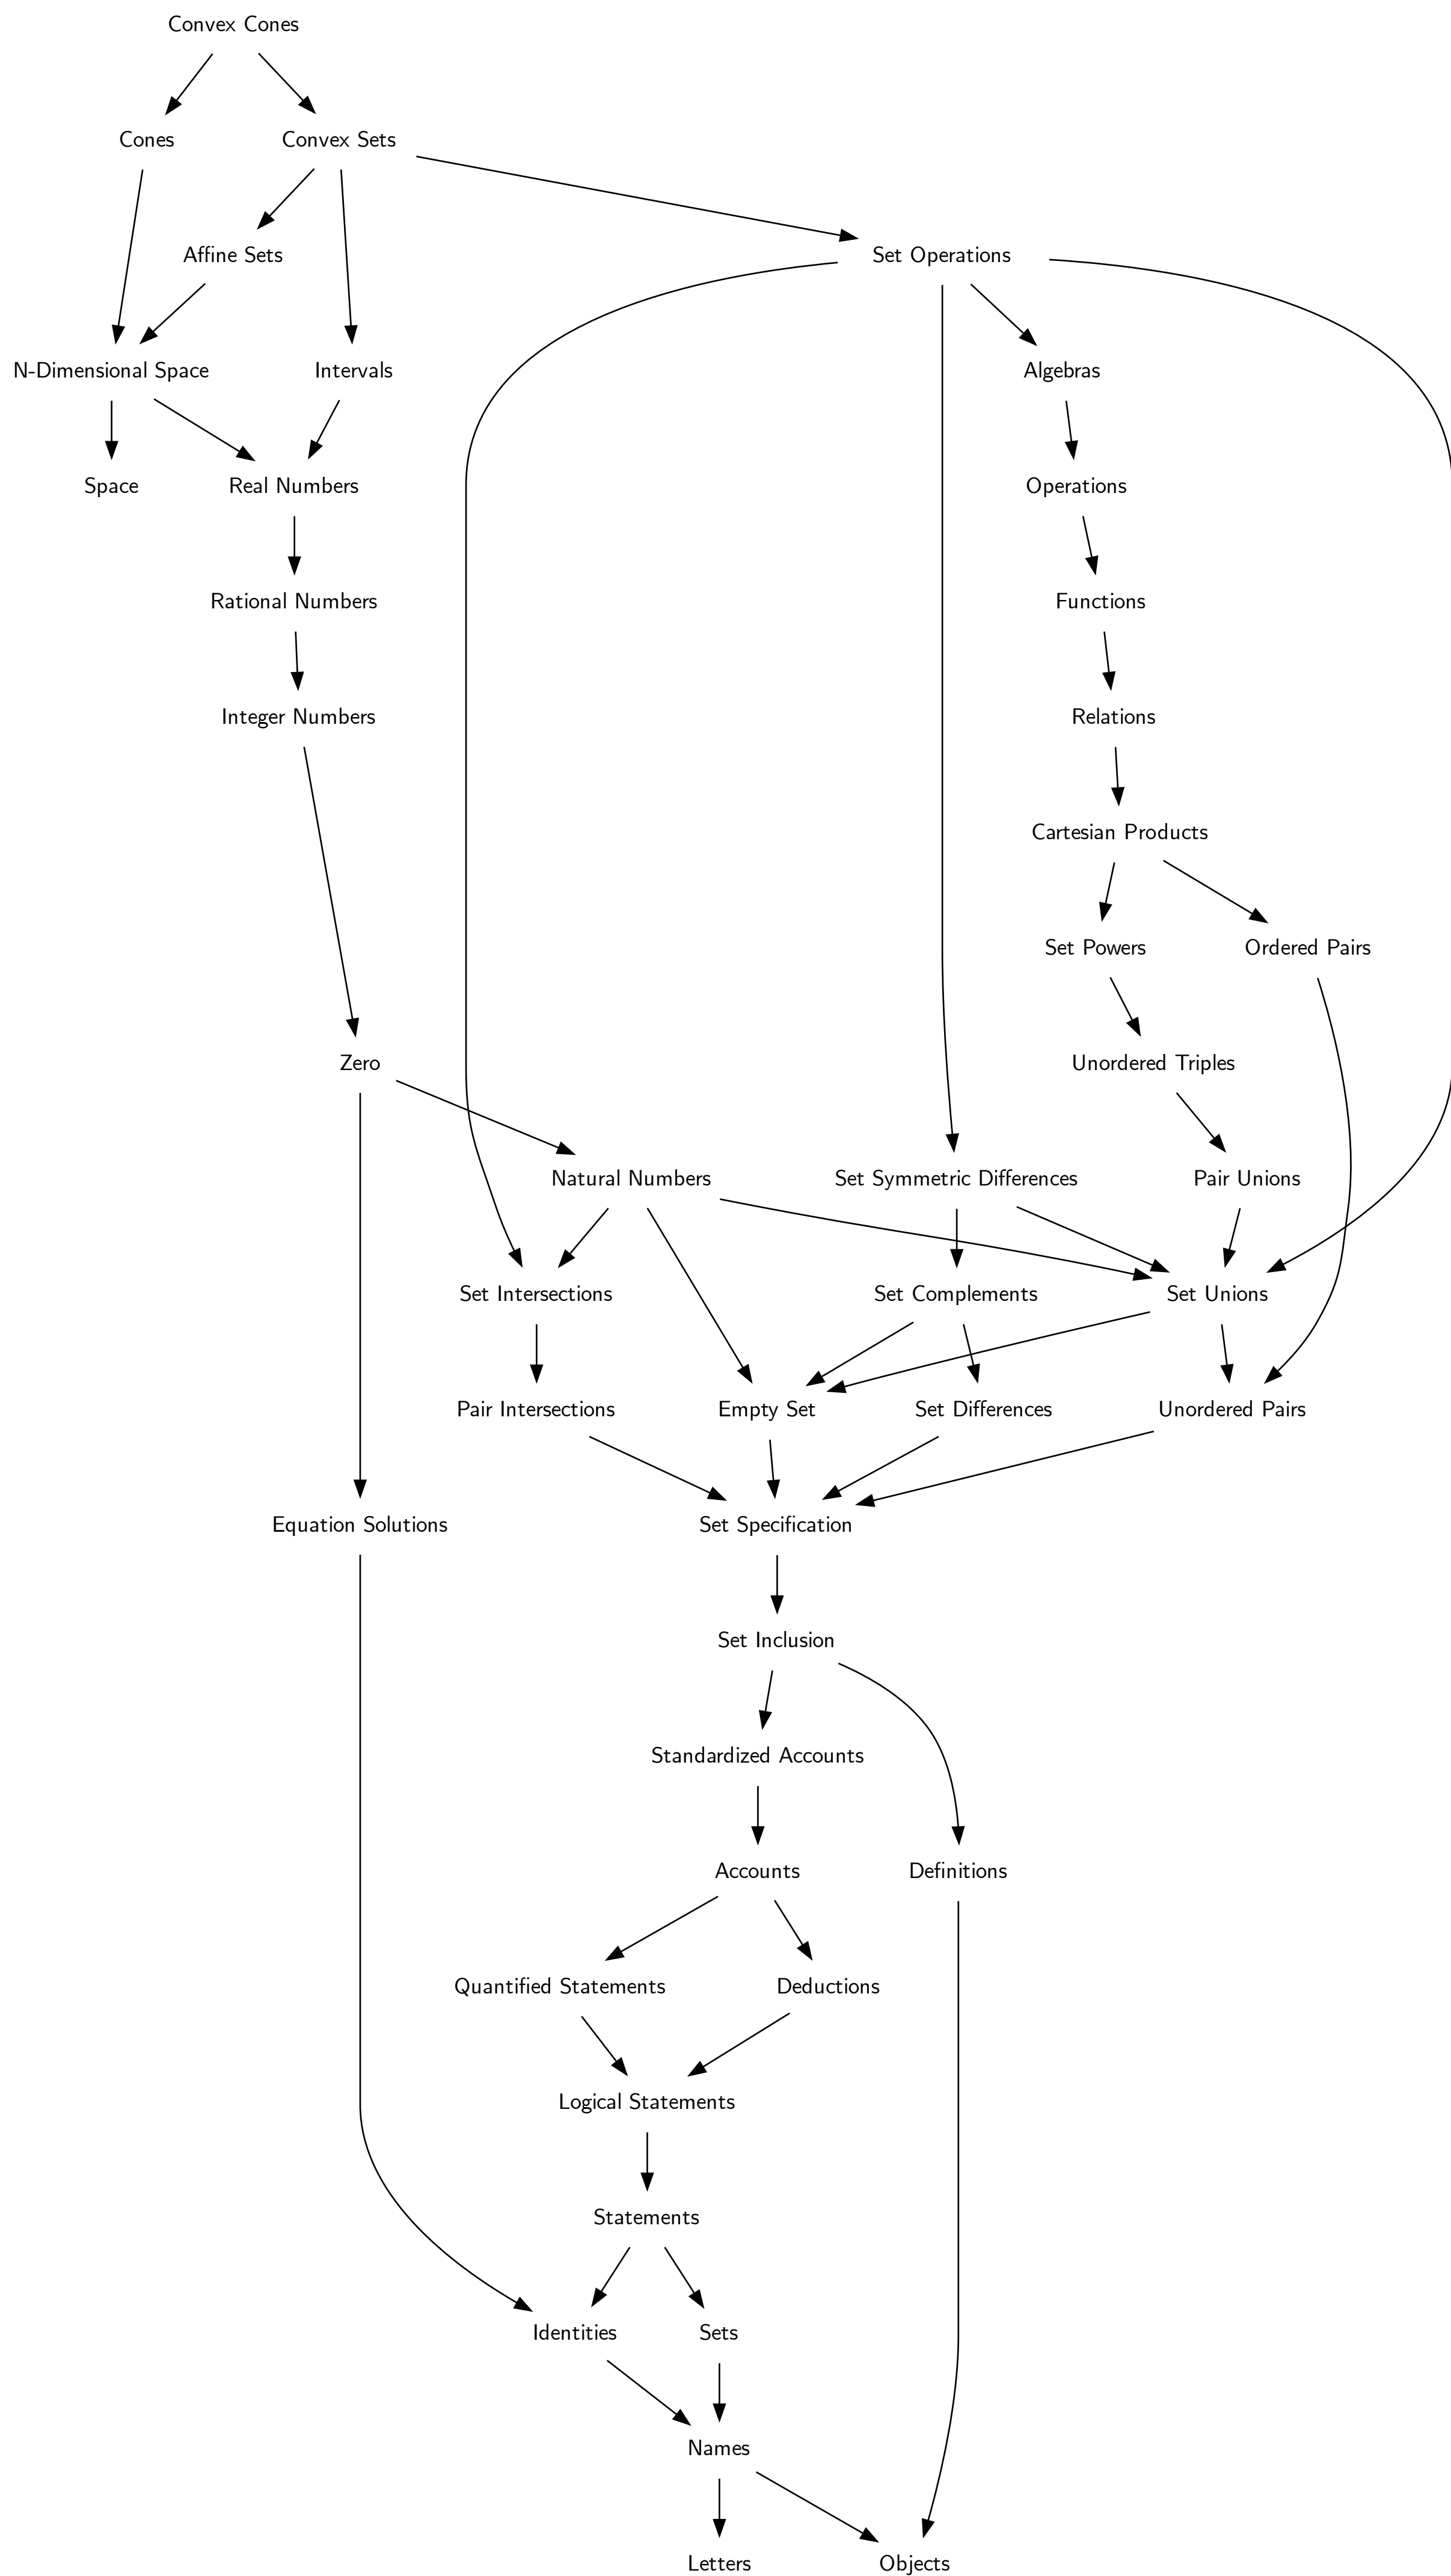 Convex Cones
Cones
Convex Sets
Affine Sets
Set Operations
N-Dimensional Space
Intervals
Algebras
Space
Real Numbers
Operations
Rational Numbers
Functions
Integer Numbers
Relations
Cartesian Products
Set Powers
Ordered Pairs
Zero
Unordered Triples
Natural Numbers
Set Symmetric Differences
Pair Unions
Set Intersections
Set Complements
Set Unions
Pair Intersections
Empty Set
Set Differences
Unordered Pairs
Equation Solutions
Set Specification
Set Inclusion
Standardized Accounts
Accounts
Definitions
Quantified Statements
Deductions
Logical Statements
Statements
Identities
Sets
Names
Letters
Objects